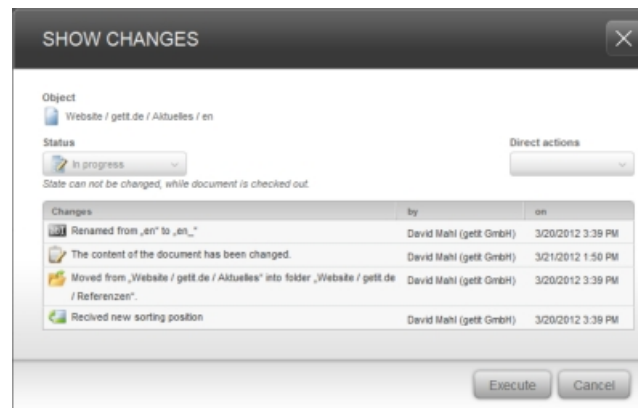 SHOW CHANGES
Object
Website / getit.de / Aktuelles / en
Status
Direct actions
In progress
State can not be changed, while document is checked out.
Changes by on
Renamed from „en“ to „en_“ David Mahl (getit GmbH) 3/20/2012 3:39 PM
The content of the document has been changed. David Mahl (getit GmbH) 3/21/2012 1:50 PM
Moved from „Website / getit.de / Aktuelles“ into folder „Website / getit.de David Mahl (getit GmbH) 3/20/2012 3:39 PM
/ Referenzen“.
Recived new sorting position David Mahl (getit GmbH) 3/20/2012 3:39 PM
Execute Cancel